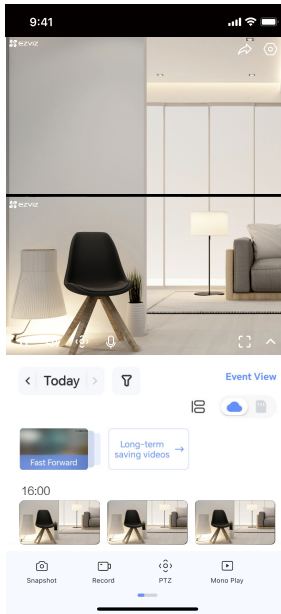 9:41
EZVIZ
EZVIZ
Today
Event View
Fast Forward
Long-term
saving videos
16:00
Snapshot
Record
PTZ
Mono Play